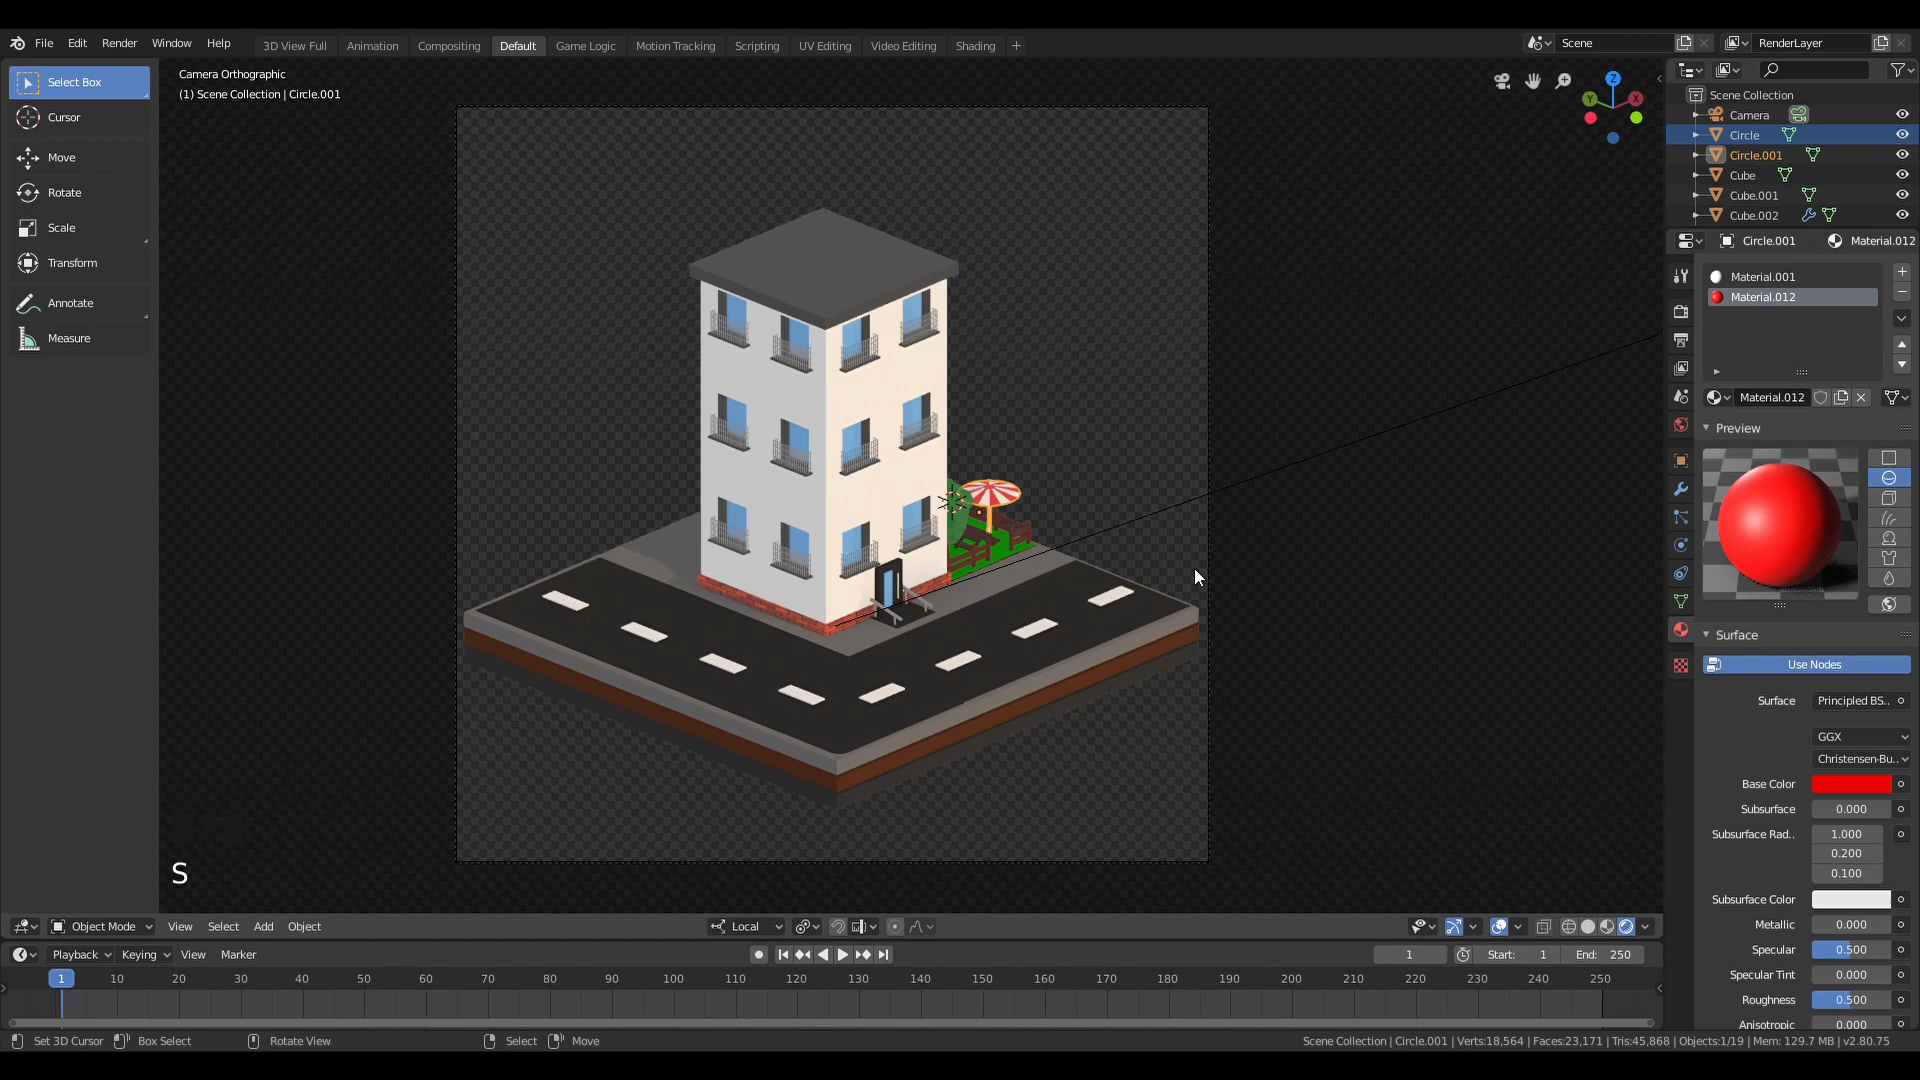 File Edit Render Window Help 3D View Full Animation Compositing Default Game Logic Motion Tracking Scripting UV Editing Video Editing Shading + Scene RenderLayer
Select Box
Cursor
Move
Rotate
Scale
Transform
Annotate
Measure
Camera Orthographic
(1) Scene Collection | Circle.001
Z
Y
X
Scene Collection
Camera
Circle
Circle.001
Cube
Cube.001
Cube.002
Circle.001 Material.012
Material.001
Material.012
Material.012
Preview
Surface
Use Nodes
Surface Principled BS..
GGX
Christensen-Bu..
Base Color
Subsurface 0.000
Subsurface Rad.. 1.000
0.200
0.100
Subsurface Color
Metallic 0.000
Specular 0.500
Specular Tint 0.000
Roughness 0.500
Anisotropic 0.000
S
Object Mode View Select Add Object Local
Playback Keying View Marker 1 Start: 1 End: 250
1 10 20 30 40 50 60 70 80 90 100 110 120 130 140 150 160 170 180 190 200 210 220 230 240 250
Set 3D Cursor Box Select Rotate View Select Move Scene Collection | Circle.001 | Verts:18,564 | Faces:23,171 | Tris:45,868 | Objects:1/19 | Mem: 129.7 MB | v2.80.75